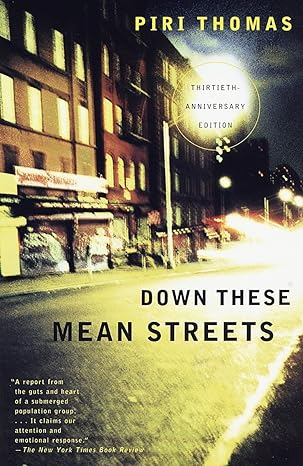 PIRI THOMAS
THIRTIETH-
ANNIVERSARY
EDITION
DOWN THESE
MEAN STREETS
"A report from
the guts and heart
of a submerged
population group.
. . . It claims our
attention and
emotional response."
—The New York Times Book Review